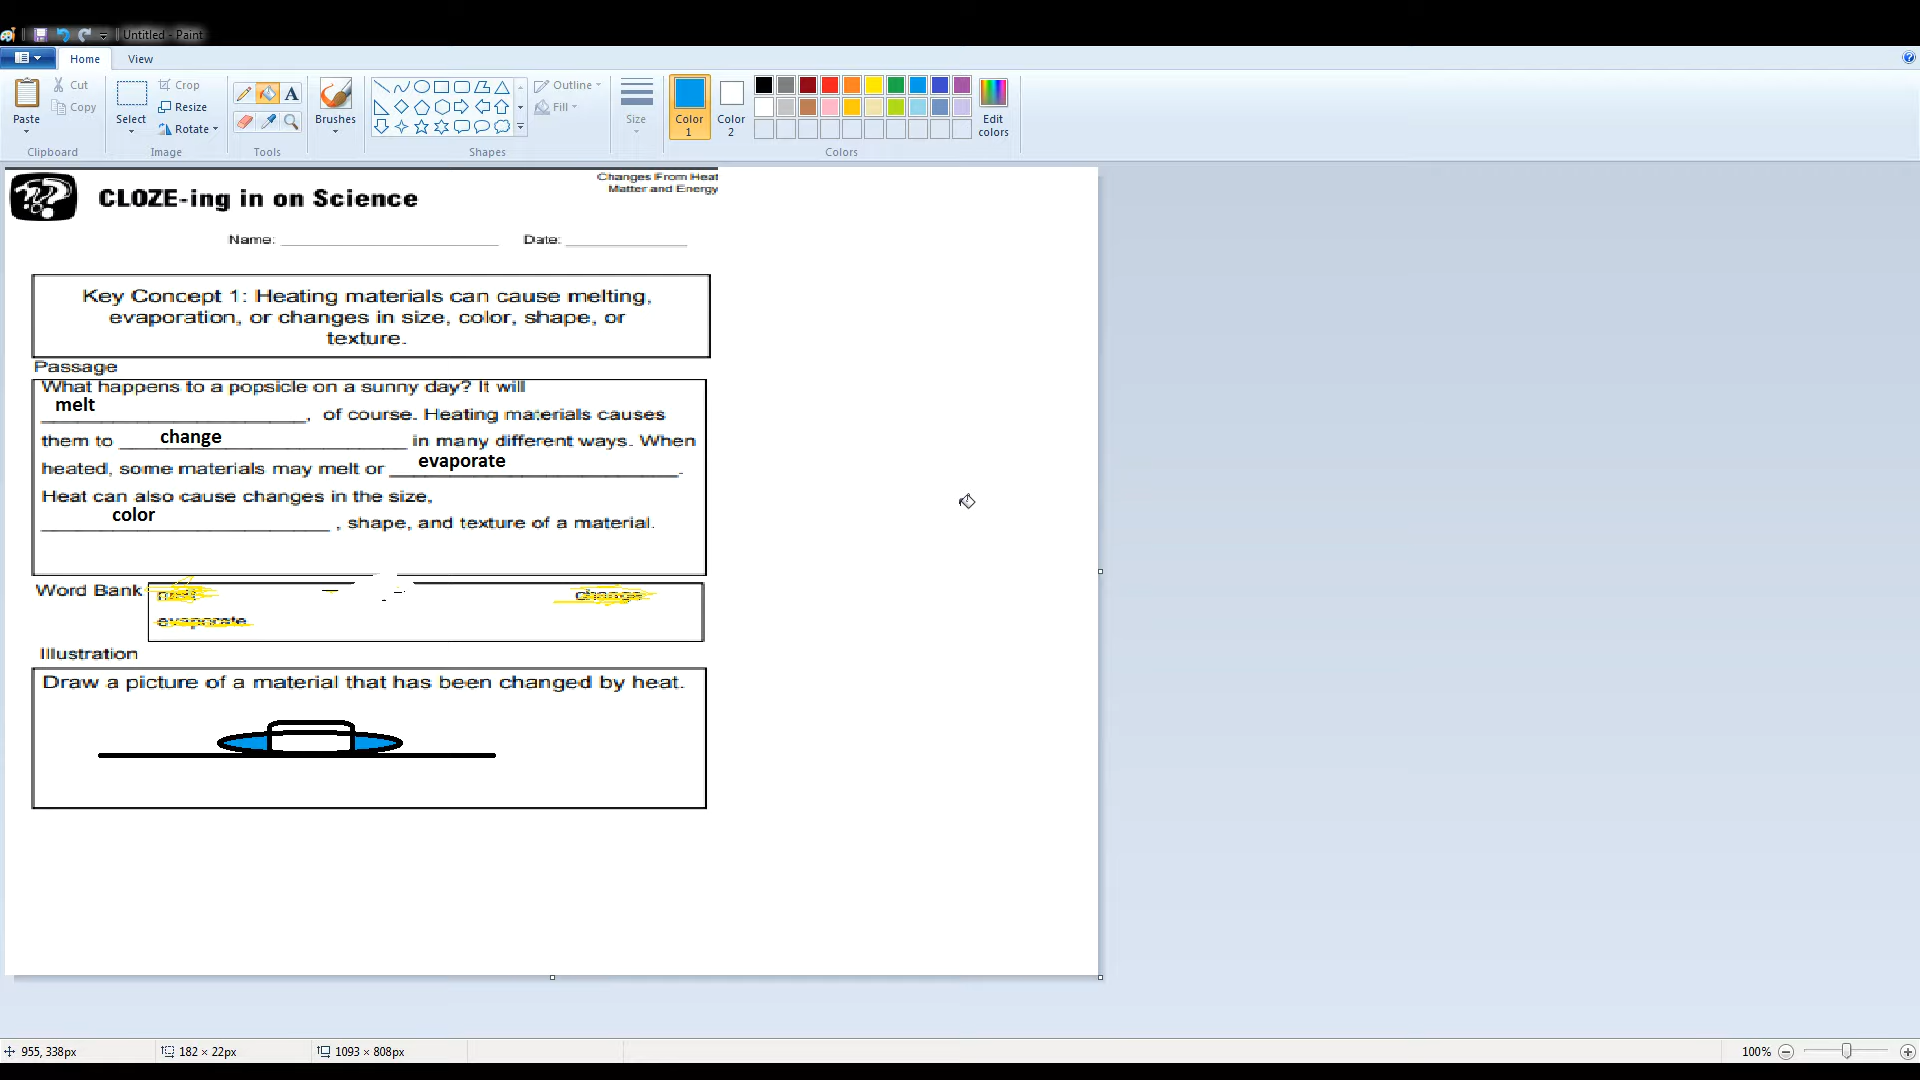 Untitled - Paint
Home View
Paste
Cut
Copy
Clipboard
Select
Crop
Resize
Rotate
Image
A
Tools
Brushes
Shapes
Outline
Fill
Size
Color
1
Color
2
Edit
colors
Colors
??
CLOZE-ing in on Science
Changes From Heat
Matter and Energy
Name: Date:
Key Concept 1: Heating materials can cause melting,
evaporation, or changes in size, color, shape, or
texture.
Passage
What happens to a popsicle on a sunny day? It will
melt, of course. Heating materials causes
them to change in many different ways. When
heated, some materials may melt or evaporate.
Heat can also cause changes in the size,
color, shape, and texture of a material.
Word Bank melt change
evaporate
Illustration
Draw a picture of a material that has been changed by heat.
955, 338px 182 × 22px 1093 × 808px 100%